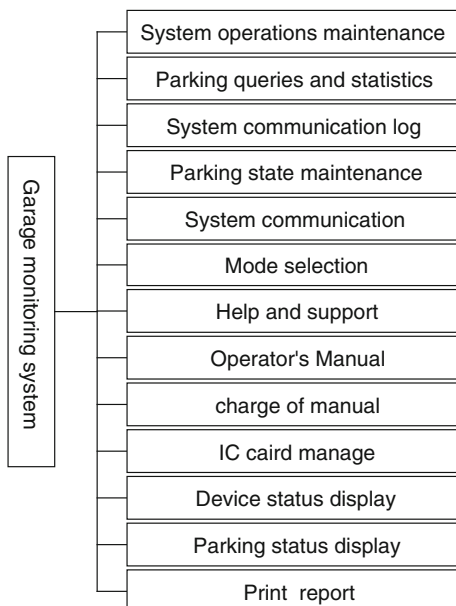 System operations maintenance
Parking queries and statistics
System communication log
Parking state maintenance
System communication
Mode selection
Help and support
Operator's Manual
charge of manual
IC caird manage
Device status display
Parking status display
Print report
Garage monitoring system